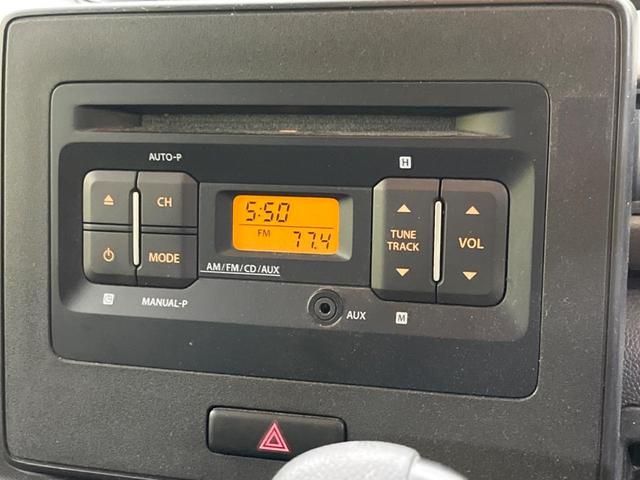 AUTO-P
H
CH
5:50
TUNE
TRACK
VOL
FM
77.4
MODE
AM/FM/CD/AUX
MANUAL-P
AUX
M